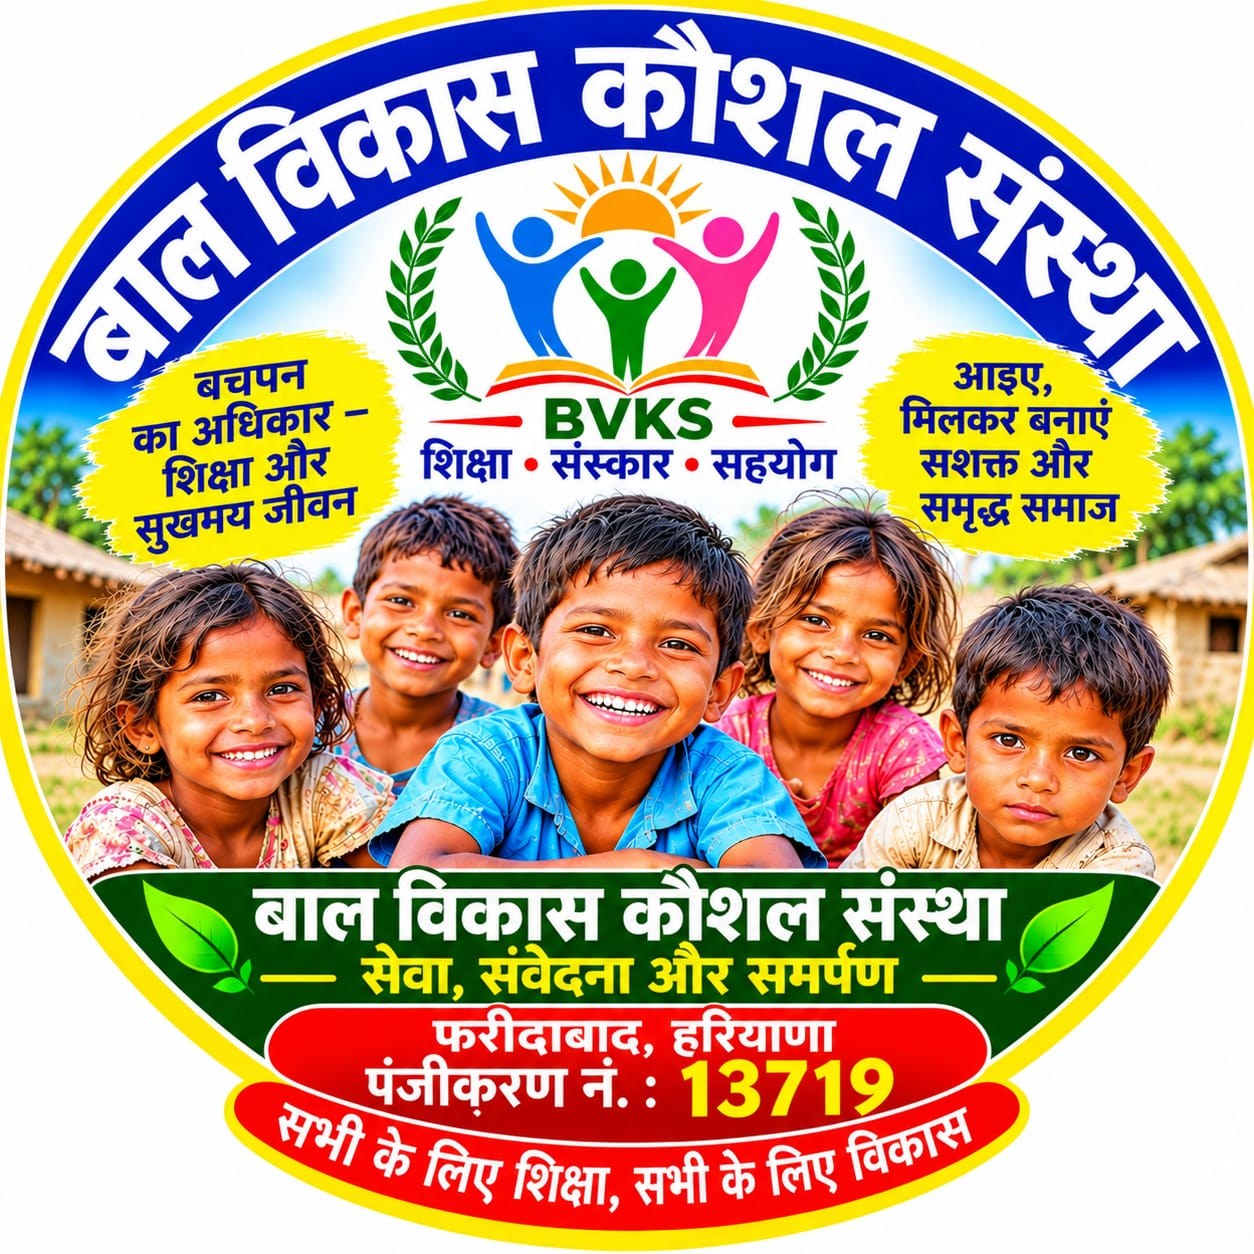 बाल विकास कौशल संस्था
BVKS
शिक्षा • संस्कार • सहयोग
बचपन
का अधिकार –
शिक्षा और
सुखमय जीवन
आइए,
मिलकर बनाएं
सशक्त और
समृद्ध समाज
बाल विकास कौशल संस्था
सेवा, संवेदना और समर्पण
फरीदाबाद, हरियाणा
पंजीकरण नं. : 13719
सभी के लिए शिक्षा, सभी के लिए विकास